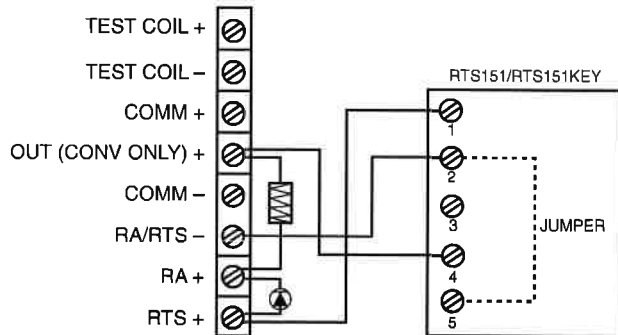 TEST COIL +
TEST COIL –
COMM +
OUT (CONV ONLY) +
COMM –
RA/RTS –
RA +
RTS +
RTS151/RTS151KEY
1
2
3
4
5
JUMPER